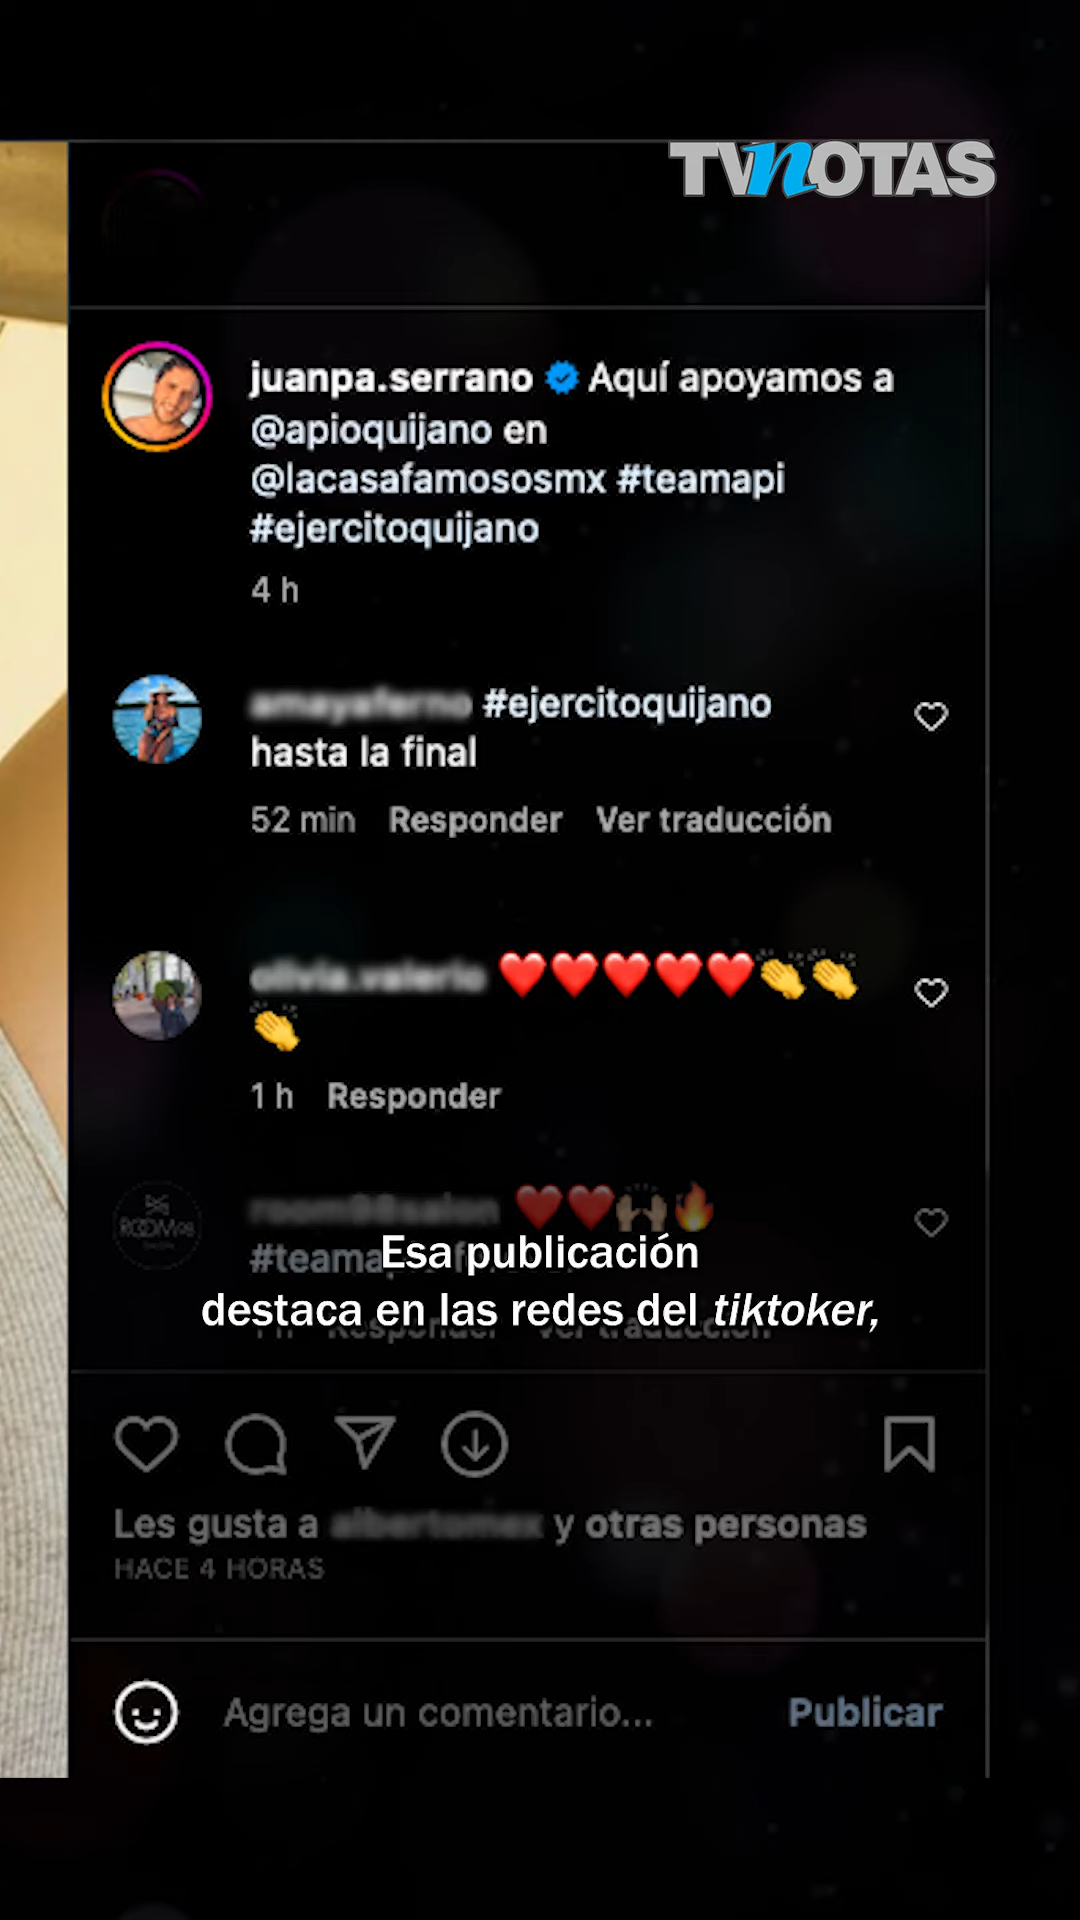 TVnOTAS
juanpa.serrano Aquí apoyamos a
@apioquijano en
@lacasafamososmx #teamapi
#ejercitoquijano
4 h
#ejercitoquijano
hasta la final
52 min Responder Ver traducción
❤️❤️❤️❤️❤️👏👏
👏
1 h Responder
ROOM98
❤️❤️🙌🏼🔥
Esa publicación
destaca en las redes del tiktoker,
Les gusta a y otras personas
HACE 4 HORAS
Agrega un comentario... Publicar